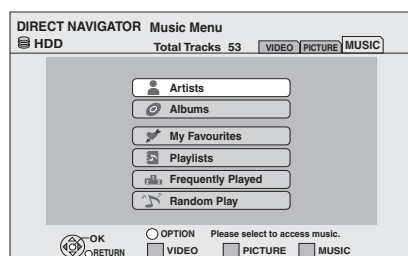 DIRECT NAVIGATOR Music Menu
HDD Total Tracks 53 VIDEO PICTURE MUSIC
Artists
Albums
My Favourites
Playlists
Frequently Played
Random Play
OK OPTION Please select to access music.
RETURN VIDEO PICTURE MUSIC